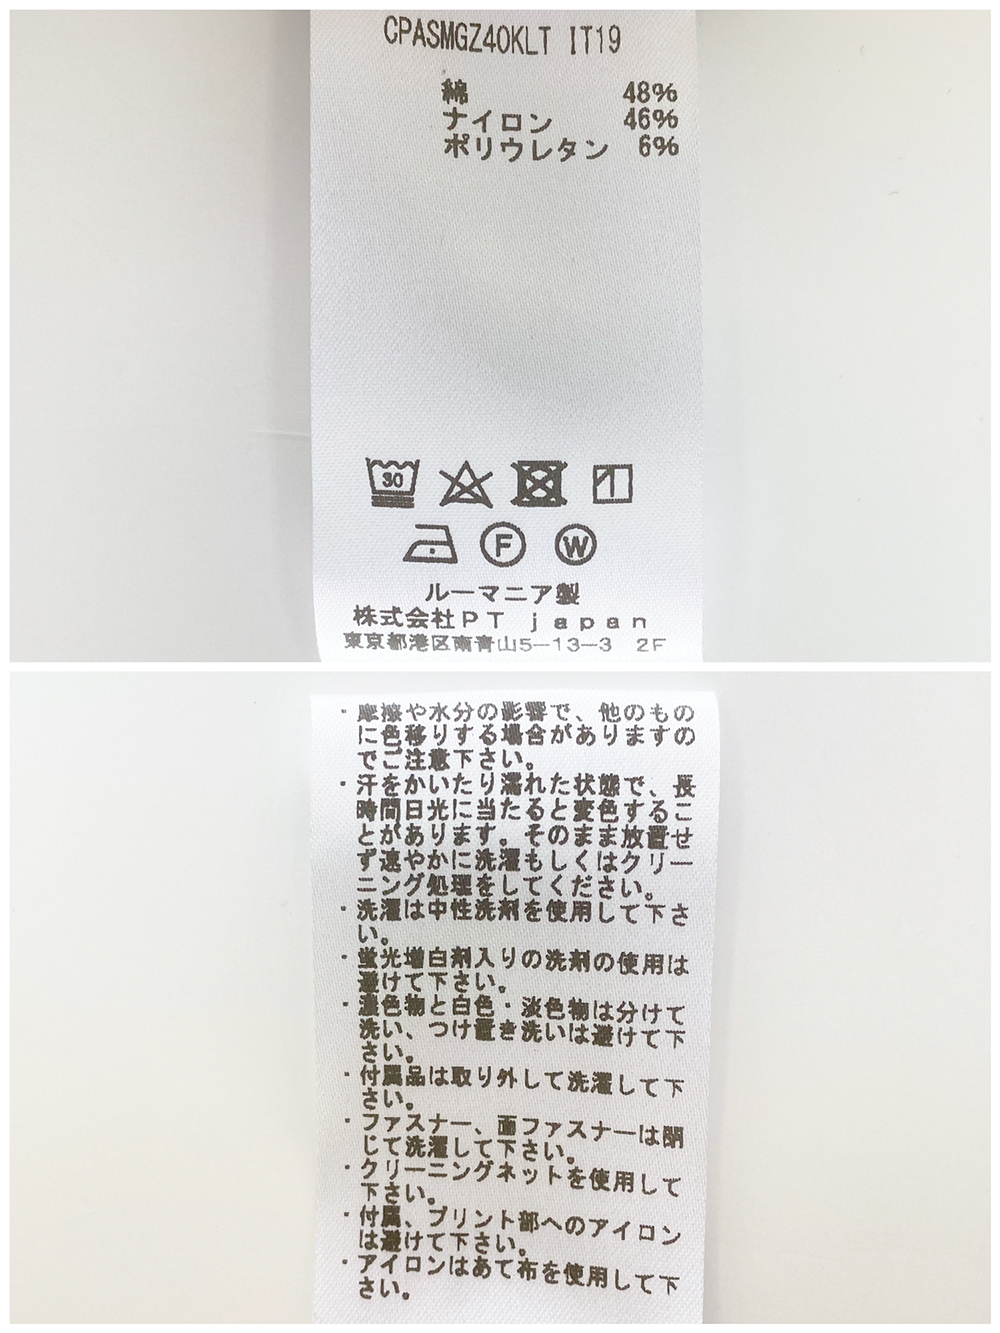 CPASMGZ40KLT IT19
綿 48%
ナイロン 46%
ポリウレタン 6%
30
F W
ルーマニア製
株式会社PT japan
東京都港区南青山5-13-3 2F
・摩擦や水分の影響で、他のもの
に色移りする場合がありますの
でご注意下さい。
・汗をかいたり濡れた状態で、長
時間日光に当たると変色するこ
とがあります。そのまま放置せ
ず速やかに洗濯もしくはクリー
ニング処理をしてください。
・洗濯は中性洗剤を使用して下さ
い。
・蛍光増白剤入りの洗剤の使用は
避けて下さい。
・濃色物と白色・淡色物は分けて
洗い、つけ置き洗いは避けて下
さい。
・付属品は取り外して洗濯して下
さい。
・ファスナー、面ファスナーは閉
じて洗濯して下さい。
・クリーニングネットを使用して
下さい。
・付属、プリント部へのアイロン
は避けて下さい。
・アイロンはあて布を使用して下
さい。